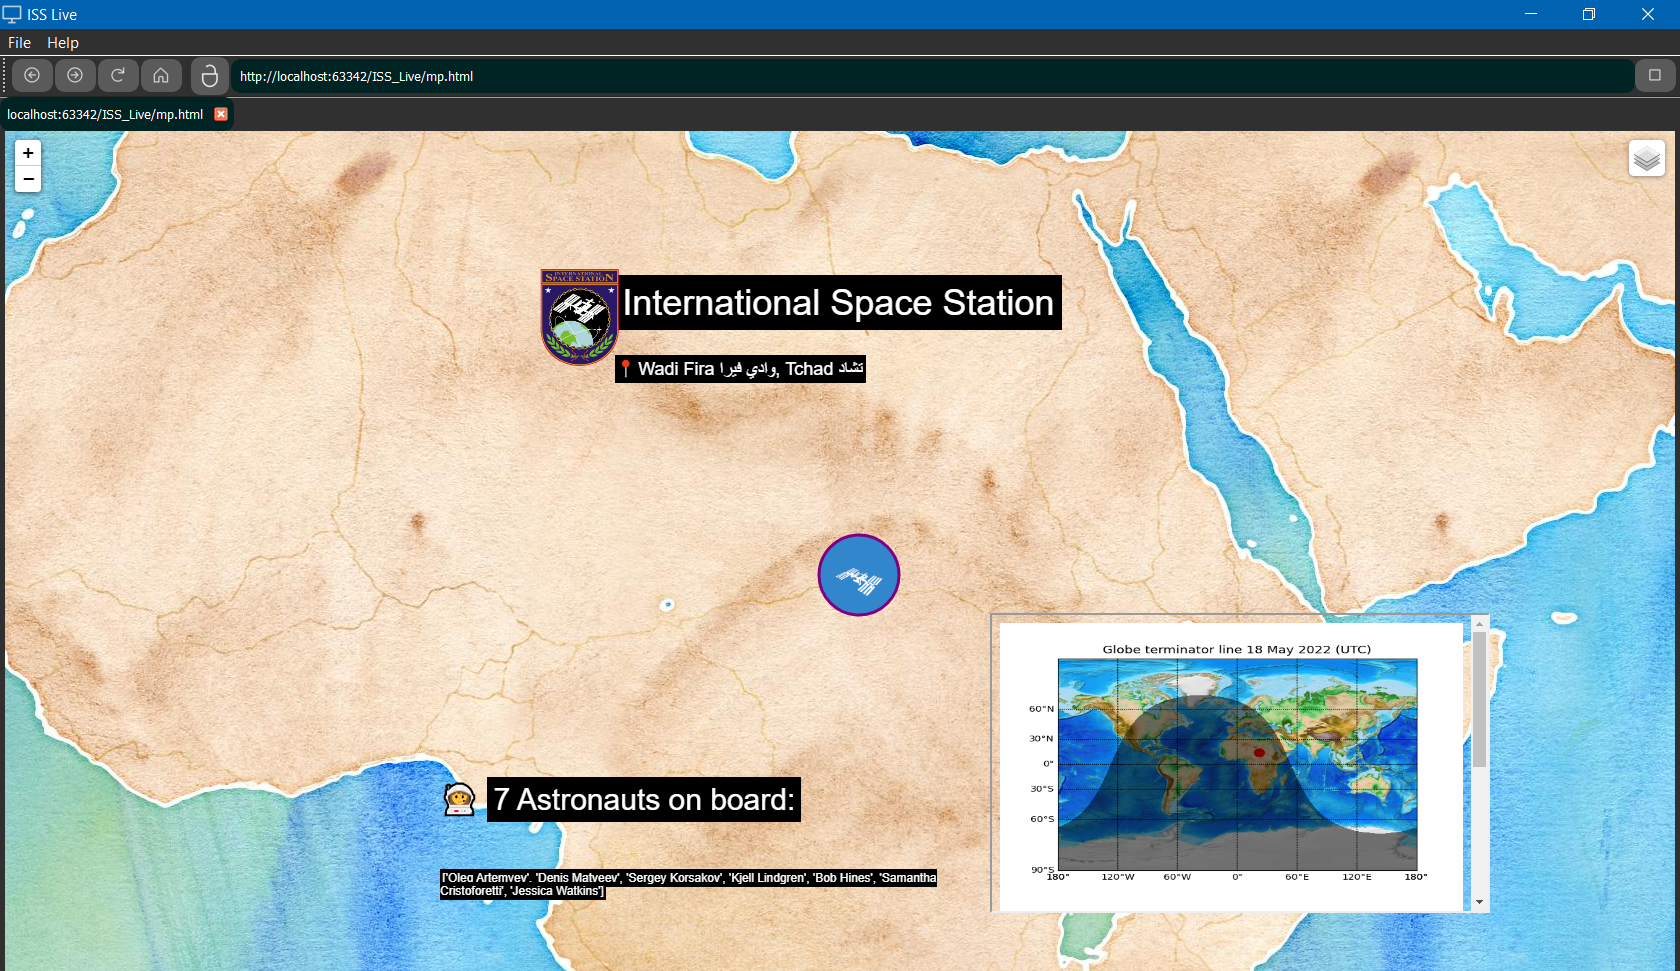 ISS Live
File Help
http://localhost:63342/ISS_Live/mp.html
localhost:63342/ISS_Live/mp.html
+
−
INTERNATIONAL
SPACE STATION
International Space Station
Wadi Fira وادي فيرا, Tchad تشاد
Globe terminator line 18 May 2022 (UTC)
60°N
30°N
0°
30°S
60°S
90°S
180° 120°W 60°W 0° 60°E 120°E 180°
7 Astronauts on board:
['Oleg Artemyev', 'Denis Matveev', 'Sergey Korsakov', 'Kjell Lindgren', 'Bob Hines', 'Samantha
Cristoforetti', 'Jessica Watkins']